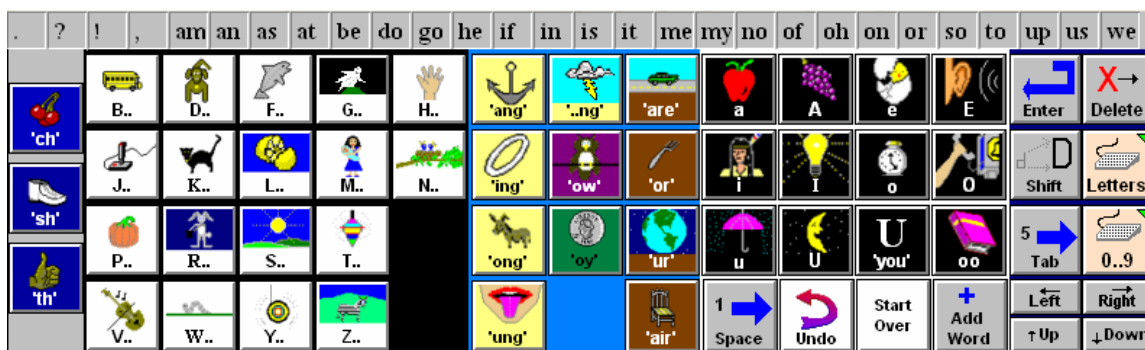 . ? ! , am an as at be do go he if in is it me my no of oh on or so to up us we
B.. D.. F.. G.. H.. 'ang' '..ng' 'are' a A e E Enter Delete
'ch'
J.. K.. L.. M.. N.. 'ing' 'ow' 'or' i I o O Shift Letters
'sh'
P.. R.. S.. T.. 'ong' 'oy' 'ur' u U U 'you' oo 5 Tab 0..9
'th'
V.. W.. Y.. Z.. 'ung' 'air' 1 Space Undo Start Over + Add Word Left Right
↑Up ↓Down